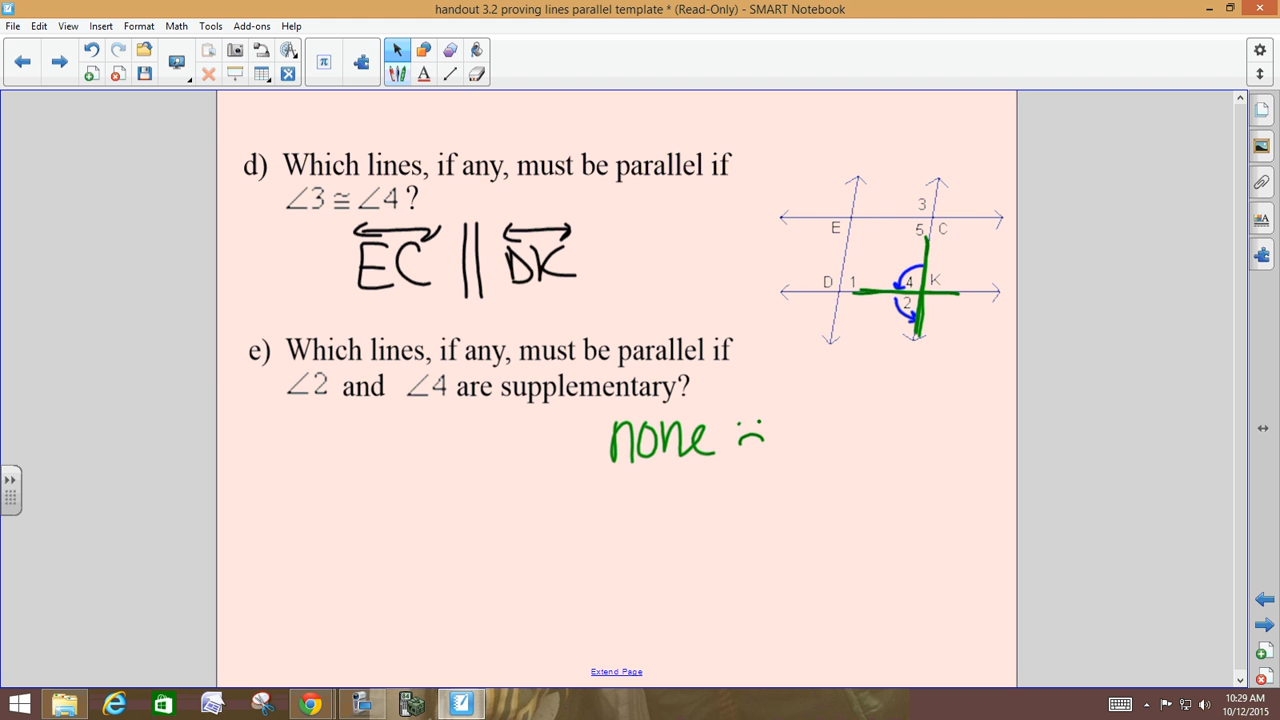 handout 3.2 proving lines parallel template * (Read-Only) - SMART Notebook
File Edit View Insert Format Math Tools Add-ons Help
π
A
d) Which lines, if any, must be parallel if
∠3 ≅ ∠4 ?
EC || DK
3
E
5 C
D 1 4 K
2
e) Which lines, if any, must be parallel if
∠2 and ∠4 are supplementary?
none
Extend Page
10:29 AM
10/12/2015